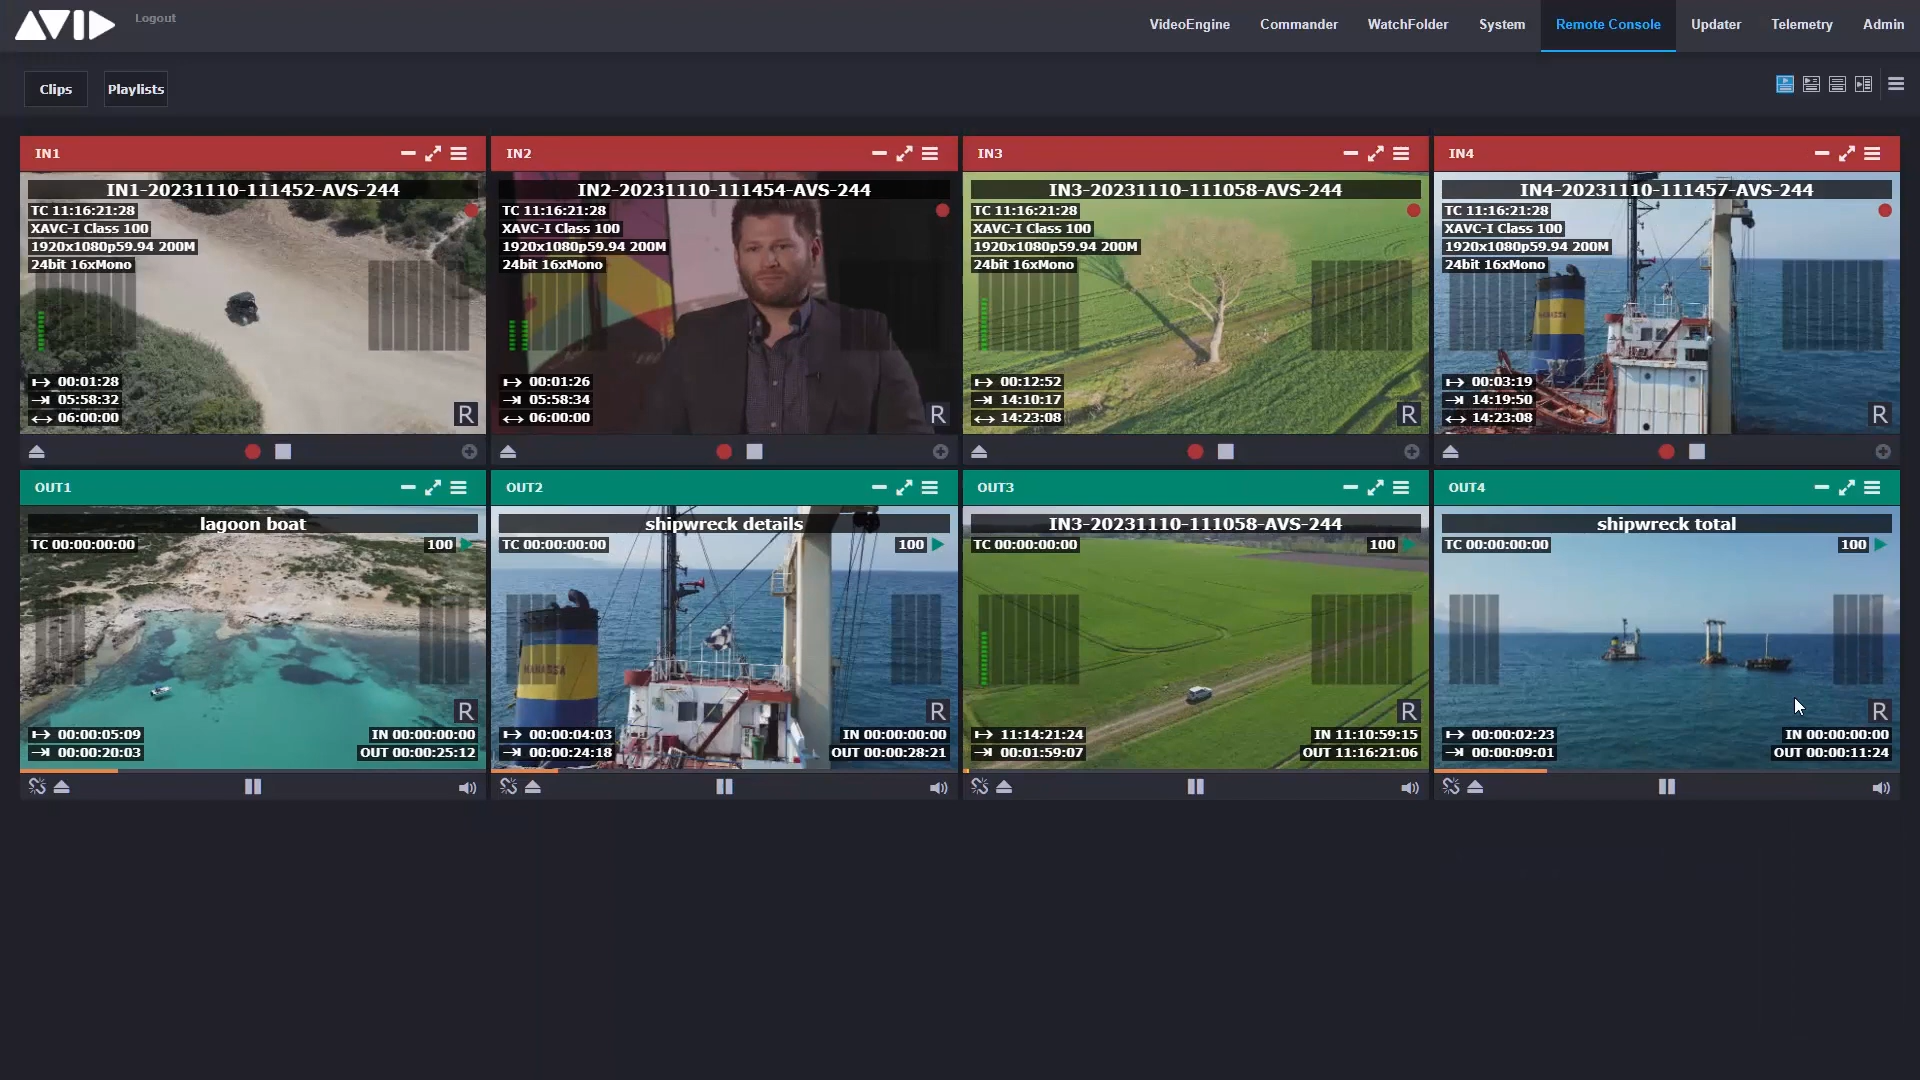 AVID
Logout
VideoEngine
Commander
WatchFolder
System
Remote Console
Updater
Telemetry
Admin
Clips
Playlists
IN1
IN1-20231110-111452-AVS-244
TC 11:16:21:28
XAVC-I Class 100
1920x1080p59.94 200M
24bit 16xMono
00:01:28
05:58:32
06:00:00
R
IN2
IN2-20231110-111454-AVS-244
TC 11:16:21:28
XAVC-I Class 100
1920x1080p59.94 200M
24bit 16xMono
00:01:26
05:58:34
06:00:00
R
IN3
IN3-20231110-111058-AVS-244
TC 11:16:21:28
XAVC-I Class 100
1920x1080p59.94 200M
24bit 16xMono
00:12:52
14:10:17
14:23:08
R
IN4
IN4-20231110-111457-AVS-244
TC 11:16:21:28
XAVC-I Class 100
1920x1080p59.94 200M
24bit 16xMono
00:03:19
14:19:50
14:23:08
R
OUT1
lagoon boat
TC 00:00:00:00
100
R
00:00:05:09
IN 00:00:00:00
00:00:20:03
OUT 00:00:25:12
OUT2
shipwreck details
TC 00:00:00:00
100
R
00:00:04:03
IN 00:00:00:00
00:00:24:18
OUT 00:00:28:21
OUT3
IN3-20231110-111058-AVS-244
TC 00:00:00:00
100
R
11:14:21:24
IN 11:10:59:15
00:01:59:07
OUT 11:16:21:06
OUT4
shipwreck total
TC 00:00:00:00
100
R
00:00:02:23
IN 00:00:00:00
00:00:09:01
OUT 00:00:11:24